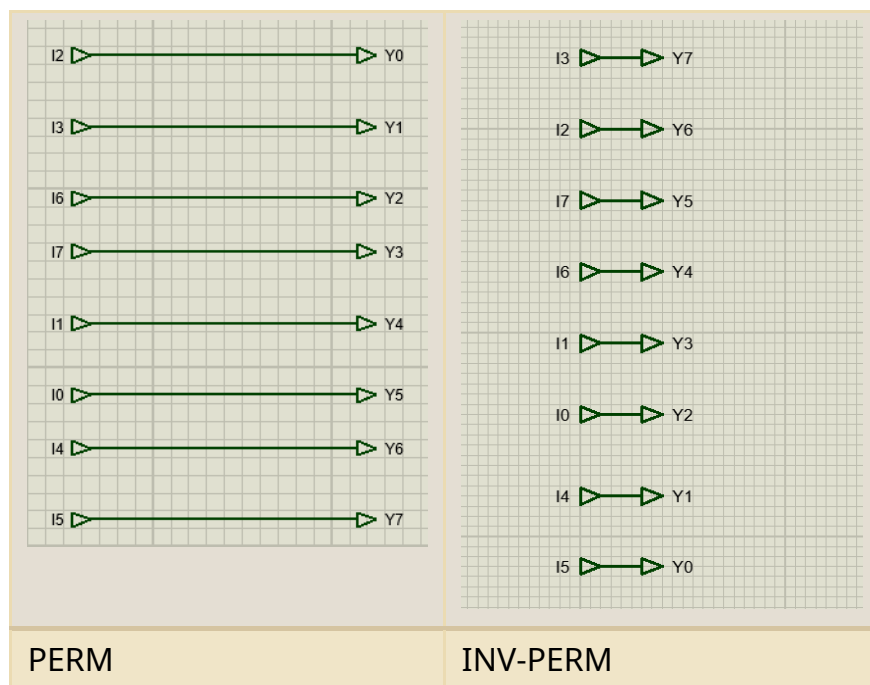 I2 Y0
I3 Y1
I6 Y2
I7 Y3
I1 Y4
I0 Y5
I4 Y6
I5 Y7
I3 Y7
I2 Y6
I7 Y5
I6 Y4
I1 Y3
I0 Y2
I4 Y1
I5 Y0
PERM
INV-PERM